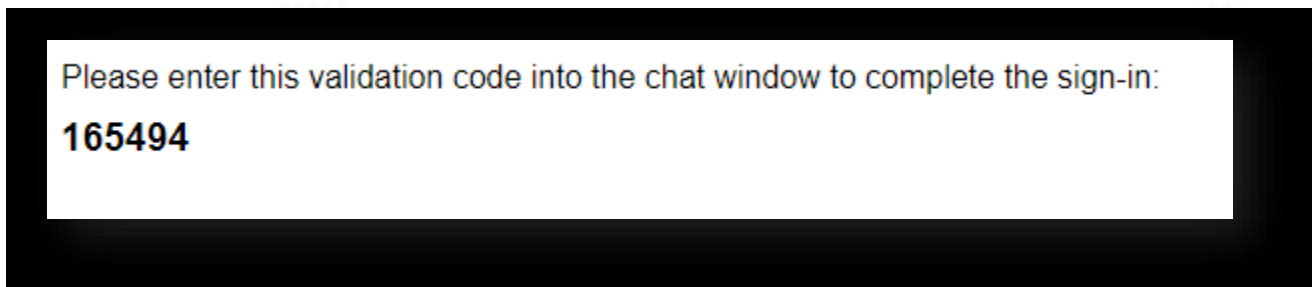 Please enter this validation code into the chat window to complete the sign-in:
165494